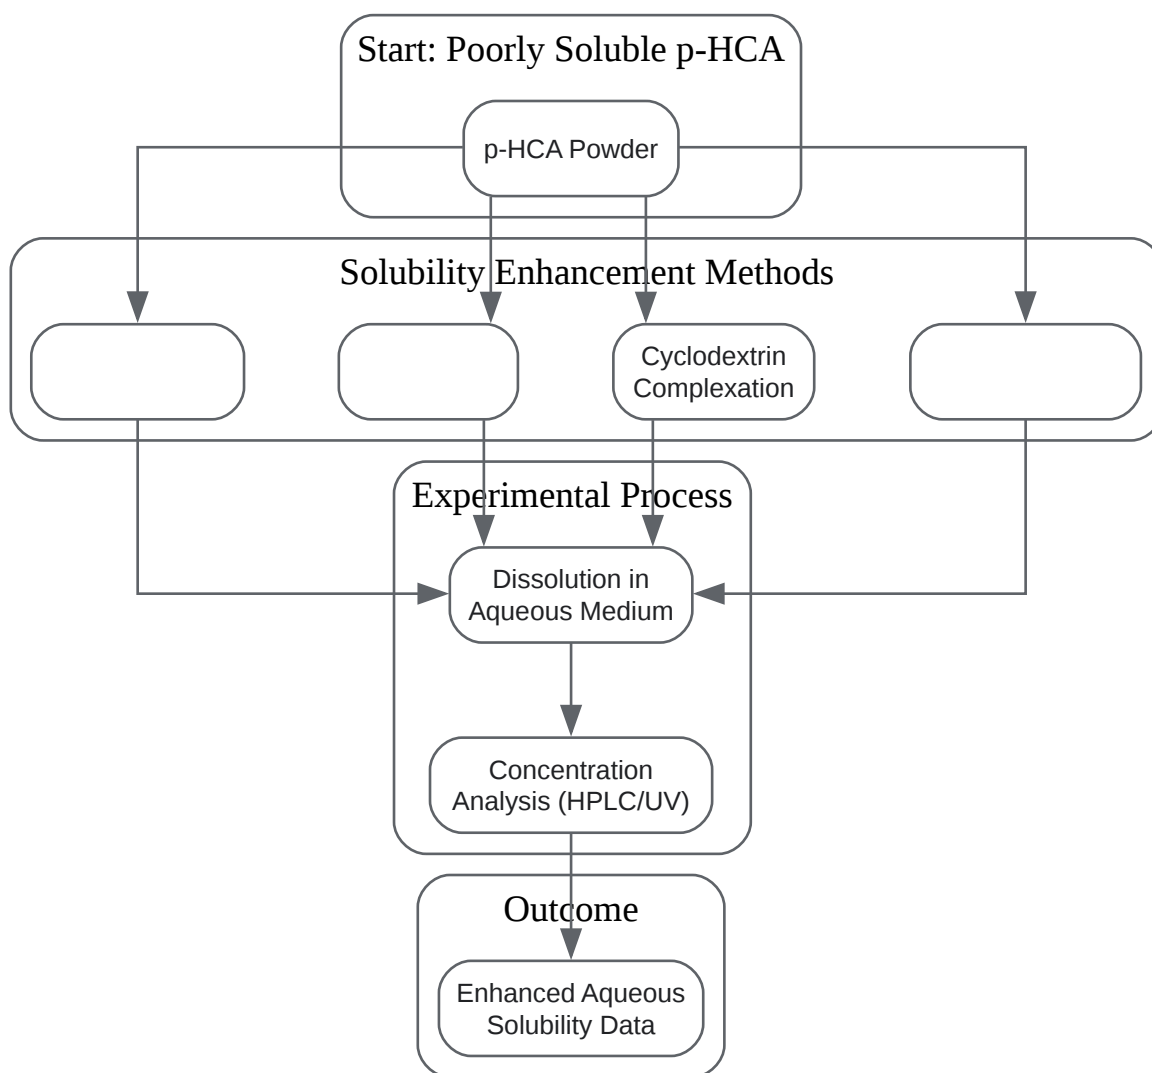 Start: Poorly Soluble p-HCA
p-HCA Powder
Solubility Enhancement Methods
Cyclodextrin
Complexation
Experimental Process
Dissolution in
Aqueous Medium
Concentration
Analysis (HPLC/UV)
Outcome
Enhanced Aqueous
Solubility Data